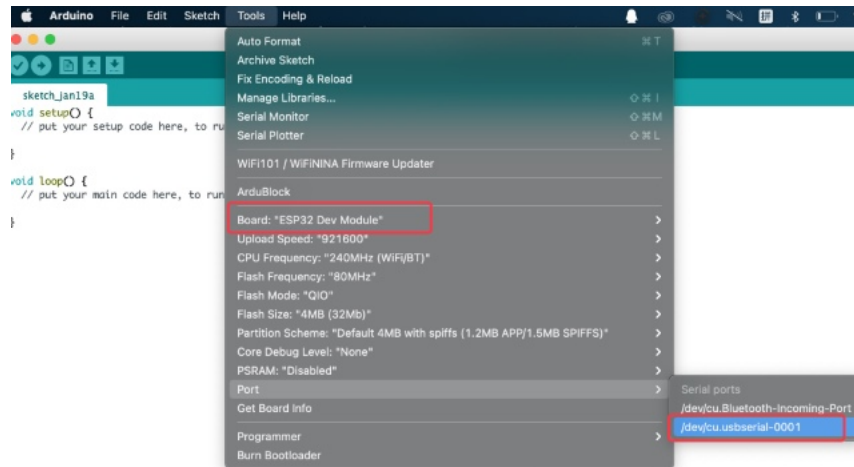 Arduino File Edit Sketch Tools Help
sketch_jan19a
void setup() {
// put your setup code here, to ru
}
void loop() {
// put your main code here, to run
}
Auto Format ⌘ T
Archive Sketch
Fix Encoding & Reload
Manage Libraries... ⇧ ⌘ I
Serial Monitor ⇧ ⌘M
Serial Plotter ⇧ ⌘ L
WiFi101 / WiFiNINA Firmware Updater
ArduBlock
Board: "ESP32 Dev Module"
Upload Speed: "921600"
CPU Frequency: "240MHz (WiFi/BT)"
Flash Frequency: "80MHz"
Flash Mode: "QIO"
Flash Size: "4MB (32Mb)"
Partition Scheme: "Default 4MB with spiffs (1.2MB APP/1.5MB SPIFFS)"
Core Debug Level: "None"
PSRAM: "Disabled"
Port
Get Board Info
Programmer
Burn Bootloader
Serial ports
/dev/cu.Bluetooth-Incoming-Port
/dev/cu.usbserial-0001